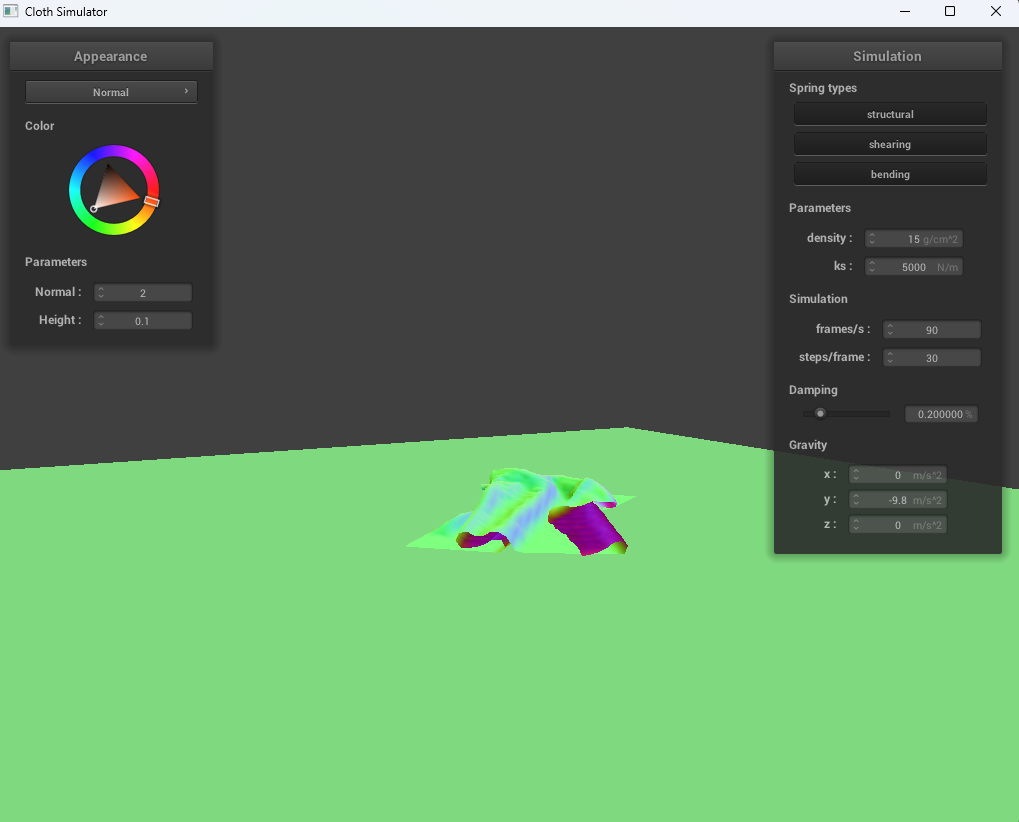 Cloth Simulator
Appearance
Normal
Color
Parameters
Normal :
2
Height :
0.1
Simulation
Spring types
structural
shearing
bending
Parameters
density :
15 g/cm^2
ks :
5000 N/m
Simulation
frames/s :
90
steps/frame :
30
Damping
0.200000 %
Gravity
x :
0 m/s^2
y :
-9.8 m/s^2
z :
0 m/s^2